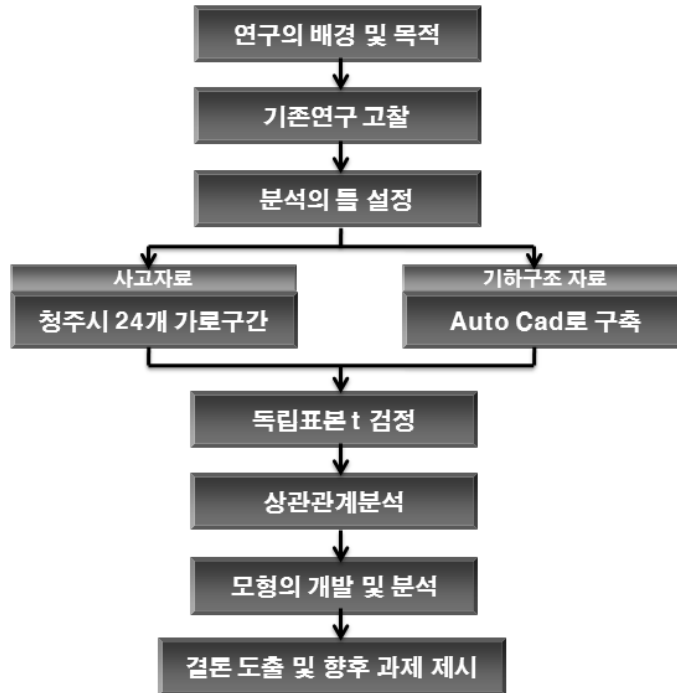 연구의 배경 및 목적
기존연구 고찰
분석의 틀 설정
사고자료
청주시 24개 가로구간
기하구조 자료
Auto Cad로 구축
독립표본 t 검정
상관관계분석
모형의 개발 및 분석
결론 도출 및 향후 과제 제시